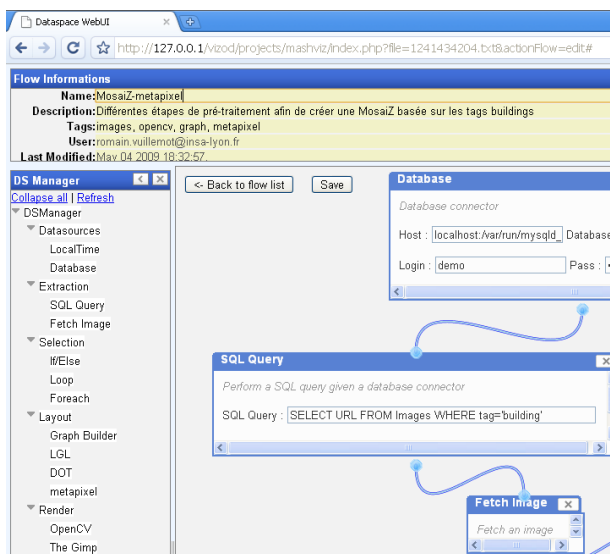 Dataspace WebUI
http://127.0.0.1/vizod/projects/mashviz/index.php?file=1241434204.txt&actionFlow=edit#
Flow Informations
Name: MosaiZ-metapixel
Description: Différentes étapes de pré-traitement afin de créer une MosaiZ basée sur les tags buildings
Tags: images, opencv, graph, metapixel
User: romain.vuillemot@insa-lyon.fr
Last Modified: May 04 2009 18:32:57.
DS Manager
Collapse all | Refresh
DSManager
Datasources
LocalTime
Database
Extraction
SQL Query
Fetch Image
Selection
If/Else
Loop
Foreach
Layout
Graph Builder
LGL
DOT
metapixel
Render
OpenCV
The Gimp
<- Back to flow list
Save
Database
Database connector
Host : localhost:/var/run/mysqld_ Database
Login : demo Pass :
SQL Query
Perform a SQL query given a database connector
SQL Query : SELECT URL FROM Images WHERE tag='building'
Fetch Image
Fetch an image